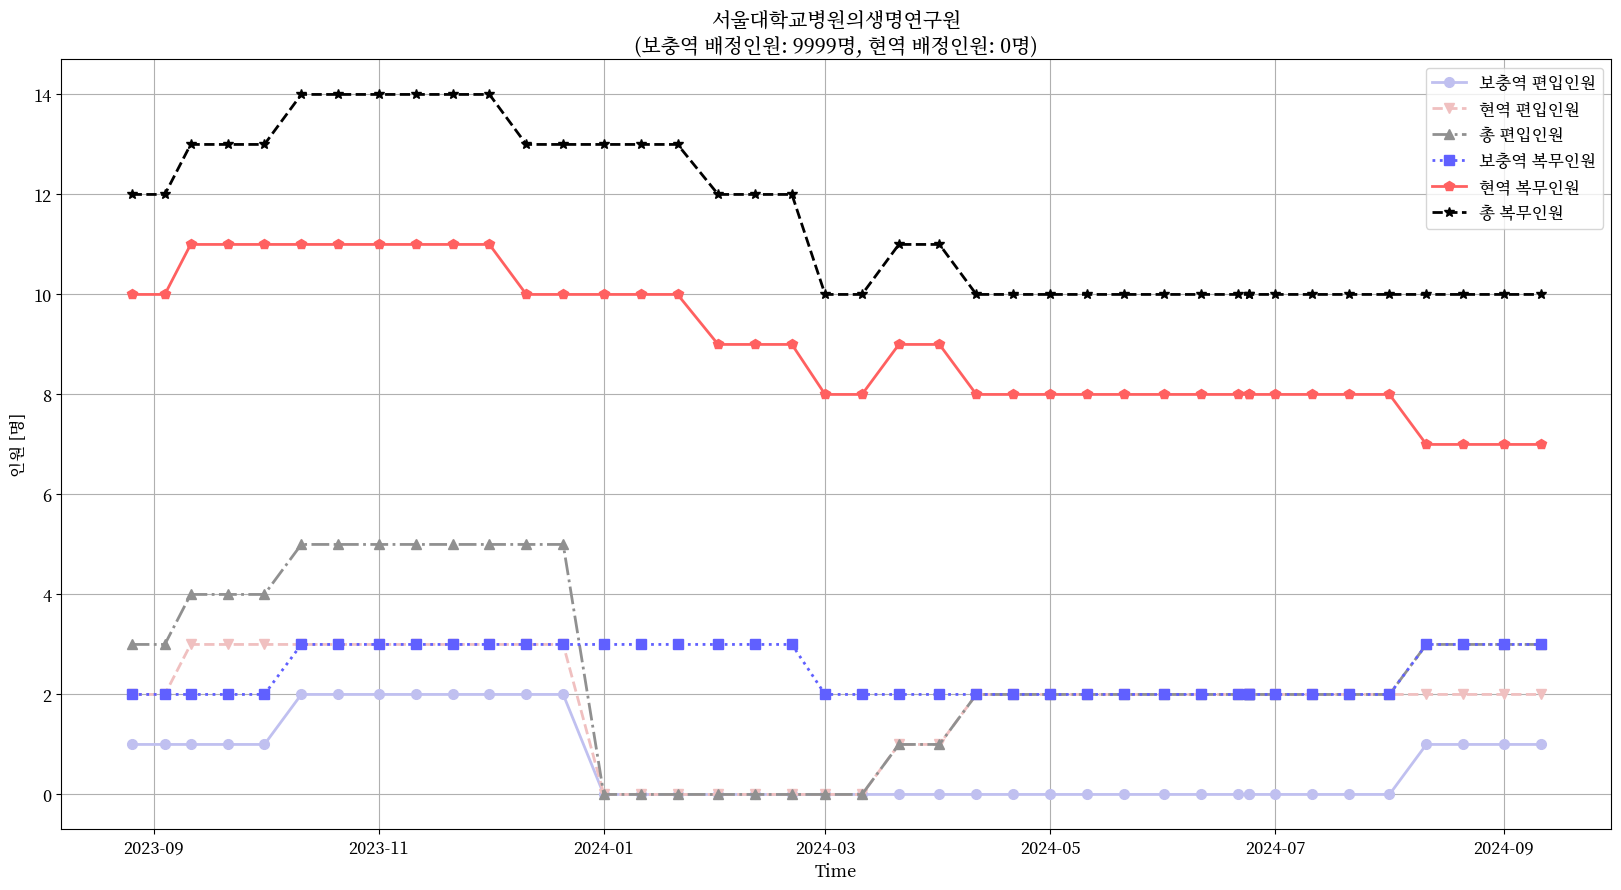 서울대학교병원의생명연구원
(보충역 배정인원: 9999명, 현역 배정인원: 0명)
보충역 편입인원
현역 편입인원
총 편입인원
보충역 복무인원
현역 복무인원
총 복무인원
인원 [명]
14
12
10
8
6
4
2
0
2023-09
2023-11
2024-01
2024-03
2024-05
2024-07
2024-09
Time